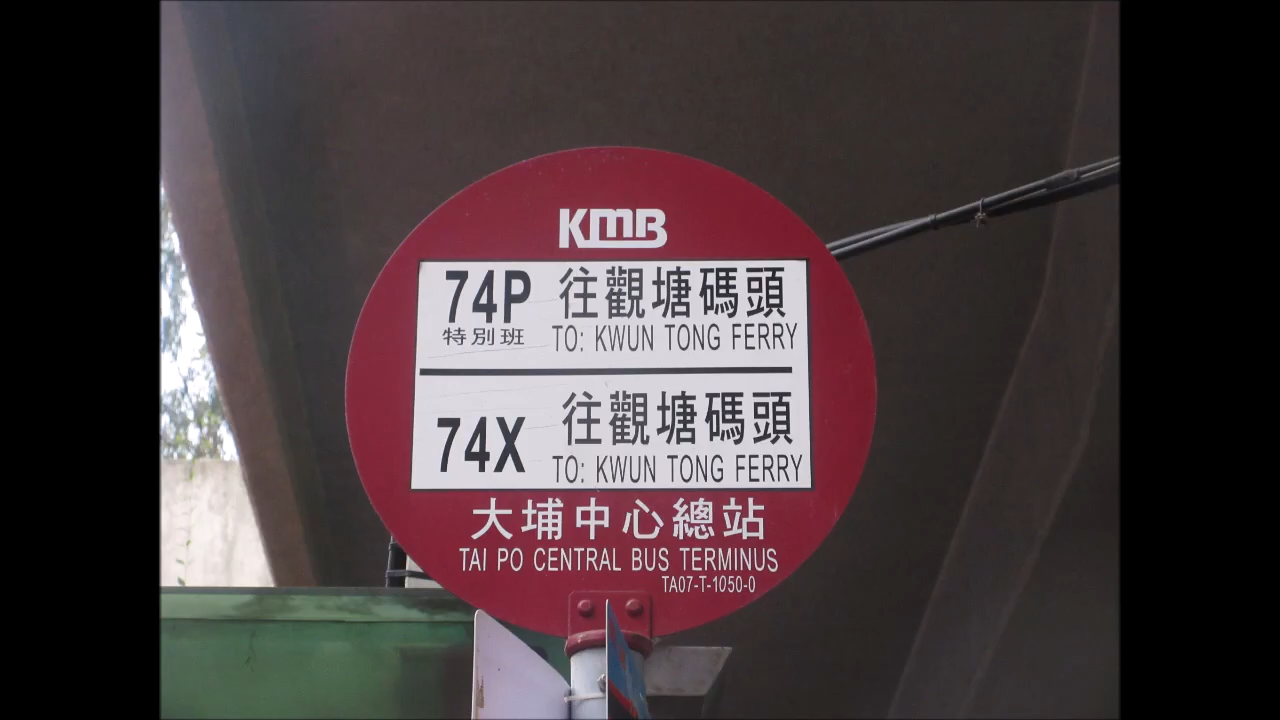 KMB
74P 往觀塘碼頭
特別班 TO: KWUN TONG FERRY
74X 往觀塘碼頭
TO: KWUN TONG FERRY
大埔中心總站
TAI PO CENTRAL BUS TERMINUS
TA07-T-1050-0